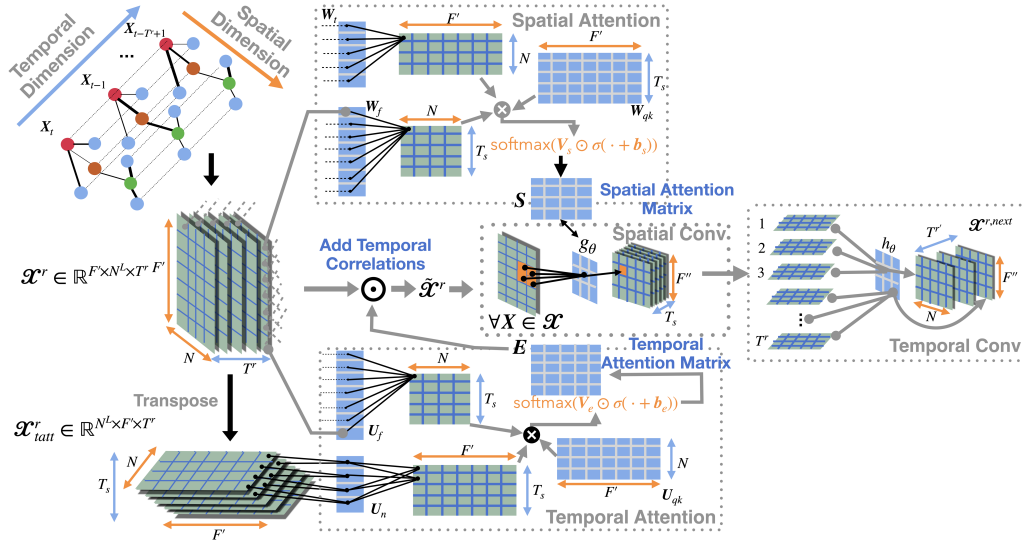 Temporal
Dimension
Spatial
Dimension
X_{t−T^r+1}
...
X_{t−1}
X_t
W_t
F′
Spatial Attention
N
F′
T_s
W_{qk}
W_f
N
T_s
softmax(V_s ⊙ σ( · + b_s))
S
Spatial Attention
Matrix
𝒳^r ∈ ℝ^{F′×N^L×T^r}
F′
N
T^r
Add Temporal
Correlations
𝒳̃^r
g_θ
Spatial Conv
F″
T_s
∀X ∈ 𝒳
1
2
3
⋮
T^r
h_θ
T^{r′}
𝒳^{r,next}
F″
N
Temporal Conv
Transpose
𝒳^r_{tatt} ∈ ℝ^{N^L×F′×T^r}
N
T_s
F′
E
Temporal
Attention Matrix
N
T_s
U_f
softmax(V_e ⊙ σ( · + b_e))
F′
T_s
U_n
N
F′
U_{qk}
Temporal Attention